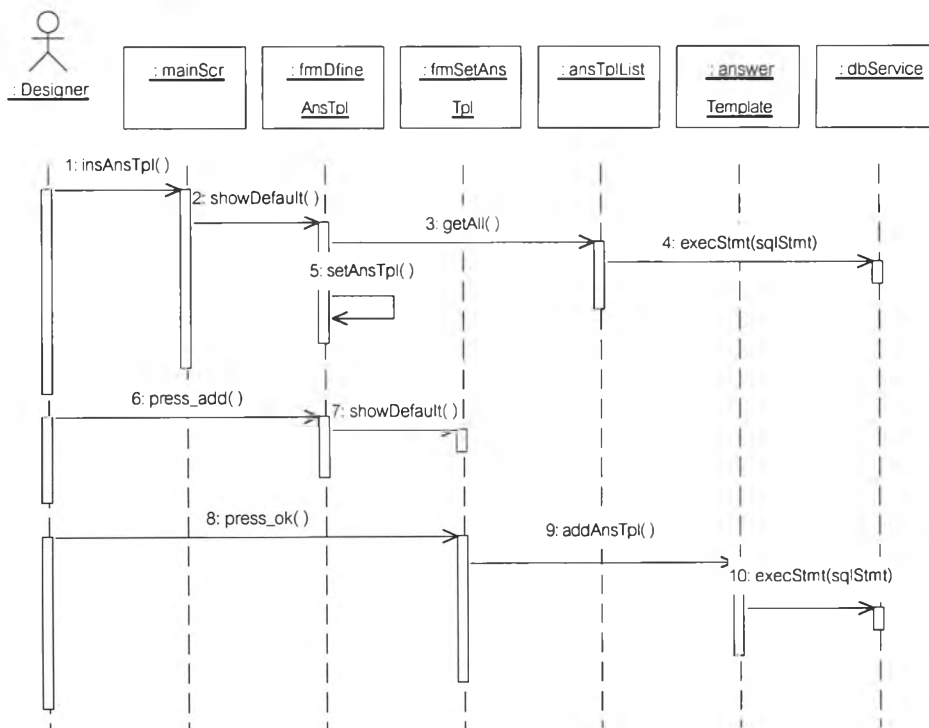 : Designer
: mainScr
: frmDfine
AnsTpl
: frmSetAns
Tpl
: ansTplList
: answer
Template
: dbService
1: insAnsTpl( )
2: showDefault( )
3: getAll( )
4: execStmt(sqlStmt)
5: setAnsTpl( )
6: press_add( )
7: showDefault( )
8: press_ok( )
9: addAnsTpl( )
10: execStmt(sqlStmt)